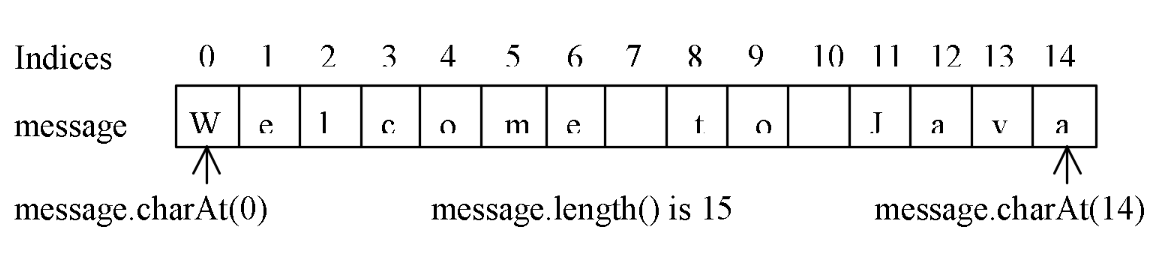 Indices 0 1 2 3 4 5 6 7 8 9 10 11 12 13 14
message W e l c o m e t o J a v a
message.charAt(0) message.length() is 15 message.charAt(14)